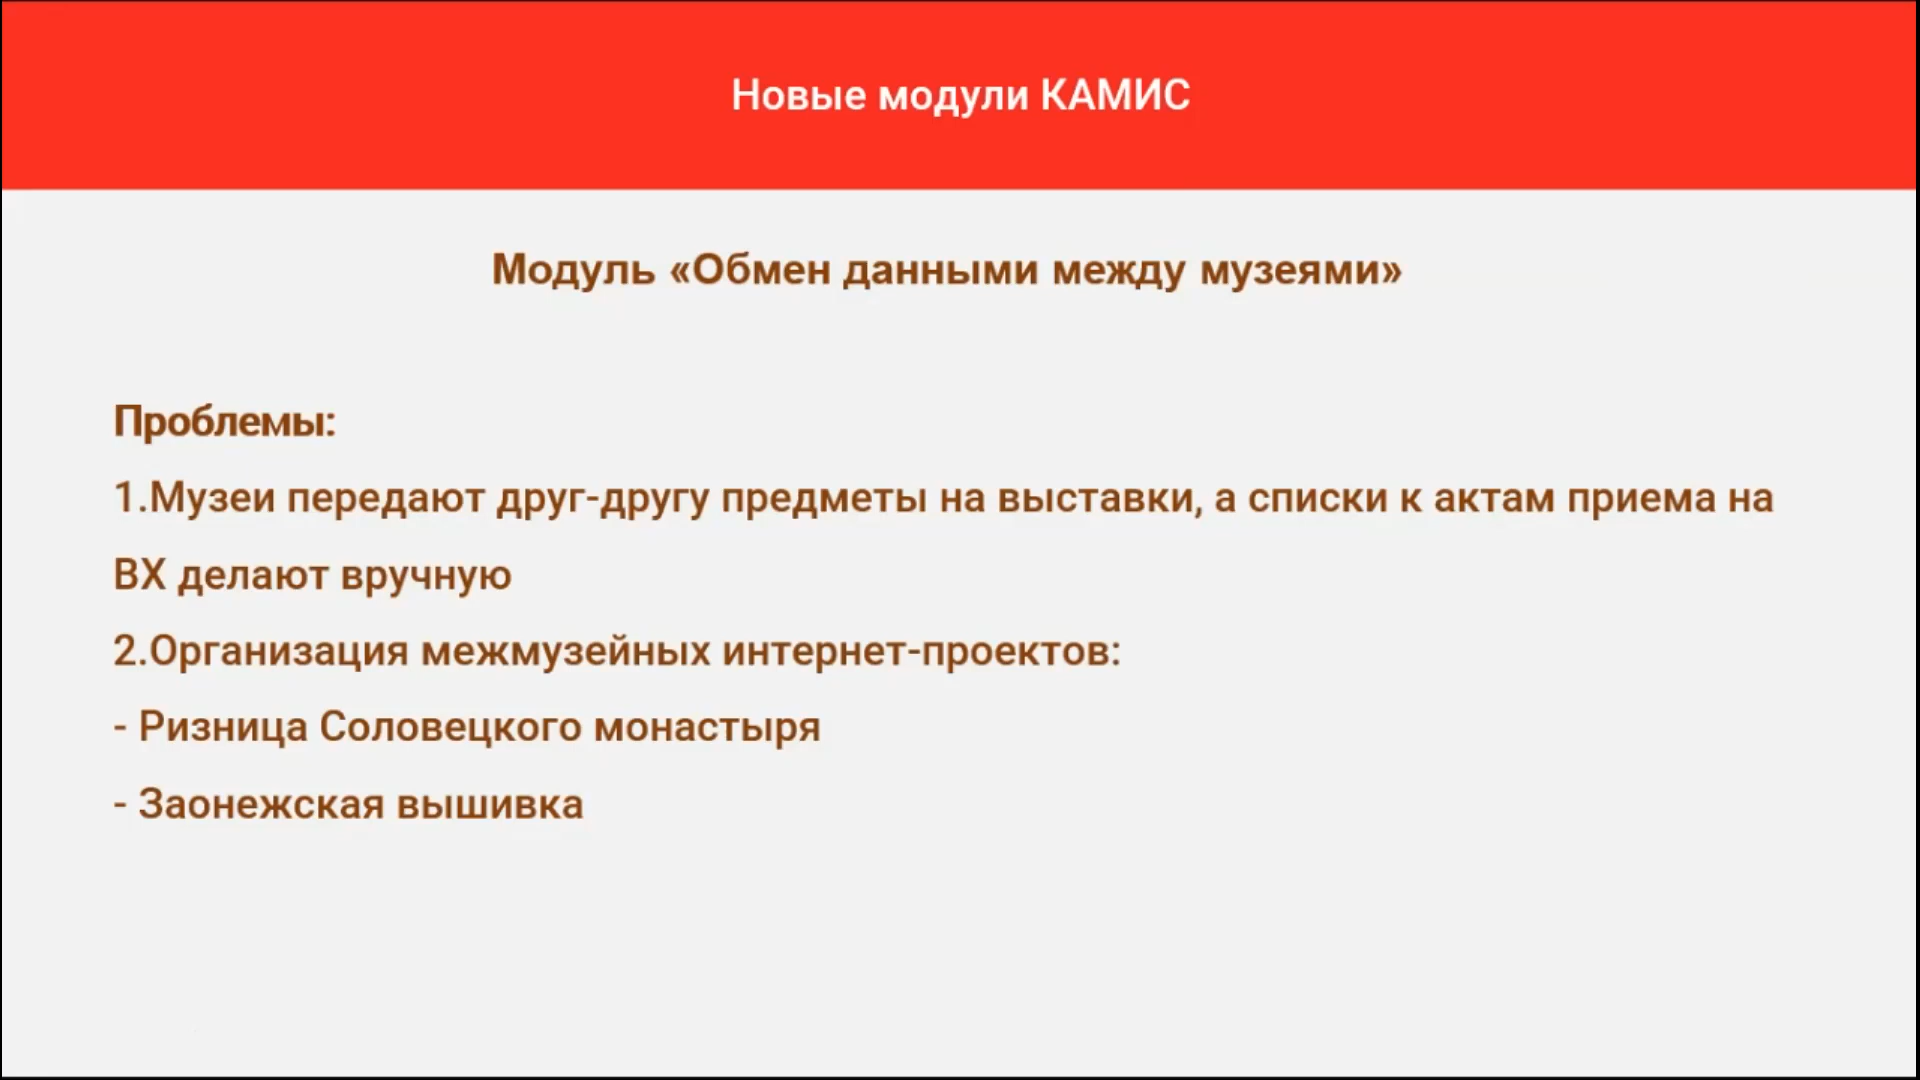 Новые модули КАМИС
Модуль «Обмен данными между музеями»
Проблемы:
1.Музеи передают друг-другу предметы на выставки, а списки к актам приема на
ВХ делают вручную
2.Организация межмузейных интернет-проектов:
- Ризница Соловецкого монастыря
- Заонежская вышивка